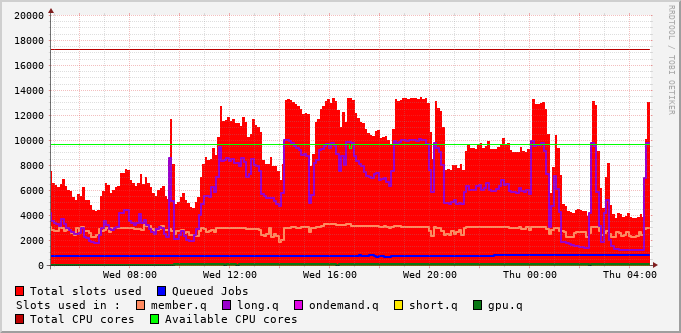 20000
18000
16000
14000
12000
10000
8000
6000
4000
2000
0
Wed 08:00 Wed 12:00 Wed 16:00 Wed 20:00 Thu 00:00 Thu 04:00
RRDTOOL / TOBI OETIKER
Total slots used Queued Jobs
Slots used in : member.q long.q ondemand.q short.q gpu.q
Total CPU cores Available CPU cores